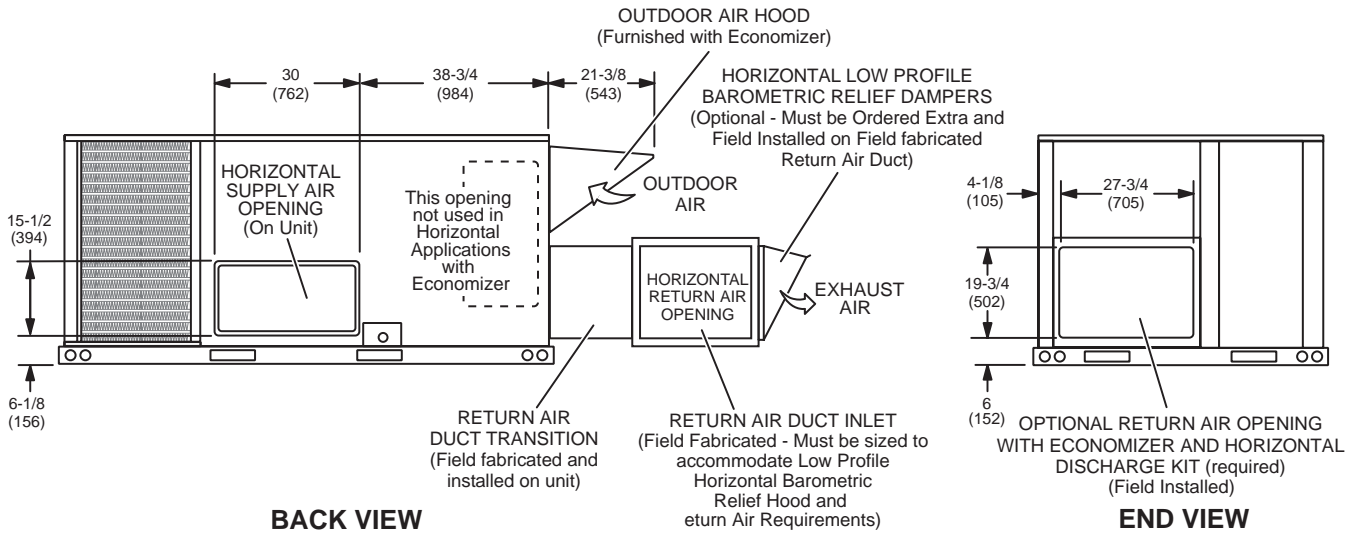 OUTDOOR AIR HOOD
(Furnished with Economizer)
30
(762)
38-3/4
(984)
21-3/8
(543)
HORIZONTAL LOW PROFILE
BAROMETRIC RELIEF DAMPERS
(Optional - Must be Ordered Extra and
Field Installed on Field fabricated
Return Air Duct)
HORIZONTAL
SUPPLY AIR
OPENING
(On Unit)
This opening
not used in
Horizontal
Applications
with
Economizer
OUTDOOR
AIR
15-1/2
(394)
HORIZONTAL
RETURN AIR
OPENING
EXHAUST
AIR
6-1/8
(156)
RETURN AIR
DUCT TRANSITION
(Field fabricated and
installed on unit)
RETURN AIR DUCT INLET
(Field Fabricated - Must be sized to
accommodate Low Profile
Horizontal Barometric
Relief Hood and
eturn Air Requirements)
BACK VIEW
4-1/8
(105)
27-3/4
(705)
19-3/4
(502)
6
(152)
OPTIONAL RETURN AIR OPENING
WITH ECONOMIZER AND HORIZONTAL
DISCHARGE KIT (required)
(Field Installed)
END VIEW